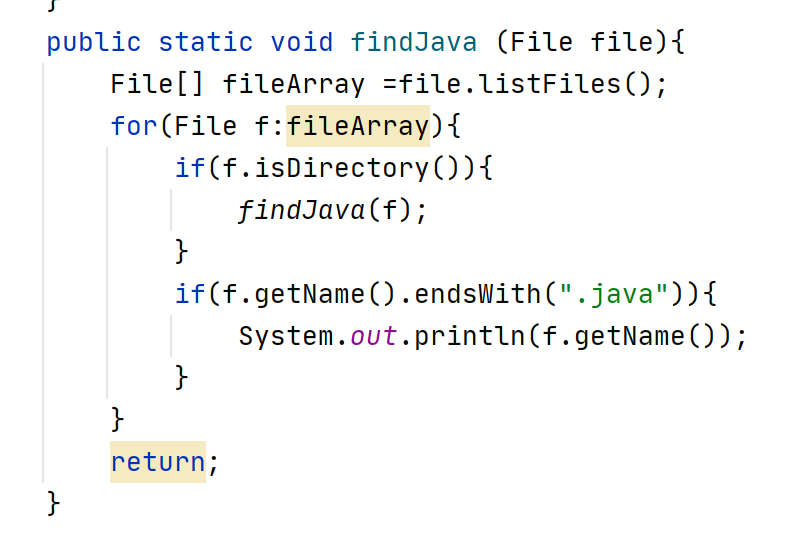 }
public static void findJava (File file){
    File[] fileArray =file.listFiles();
    for(File f:fileArray){
        if(f.isDirectory()){
            findJava(f);
        }
        if(f.getName().endsWith(".java")){
            System.out.println(f.getName());
        }
    }
    return;
}